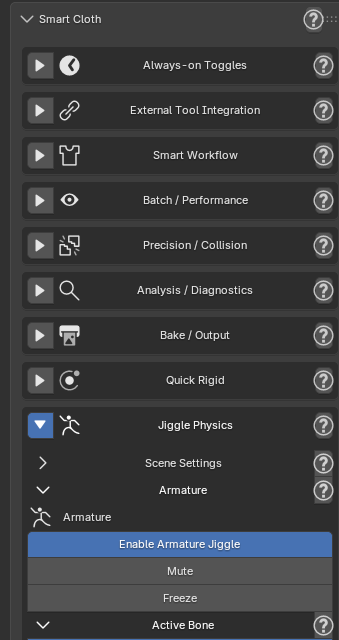 Smart Cloth
Always-on Toggles
External Tool Integration
Smart Workflow
Batch / Performance
Precision / Collision
Analysis / Diagnostics
Bake / Output
Quick Rigid
Jiggle Physics
Scene Settings
Armature
Armature
Enable Armature Jiggle
Mute
Freeze
Active Bone